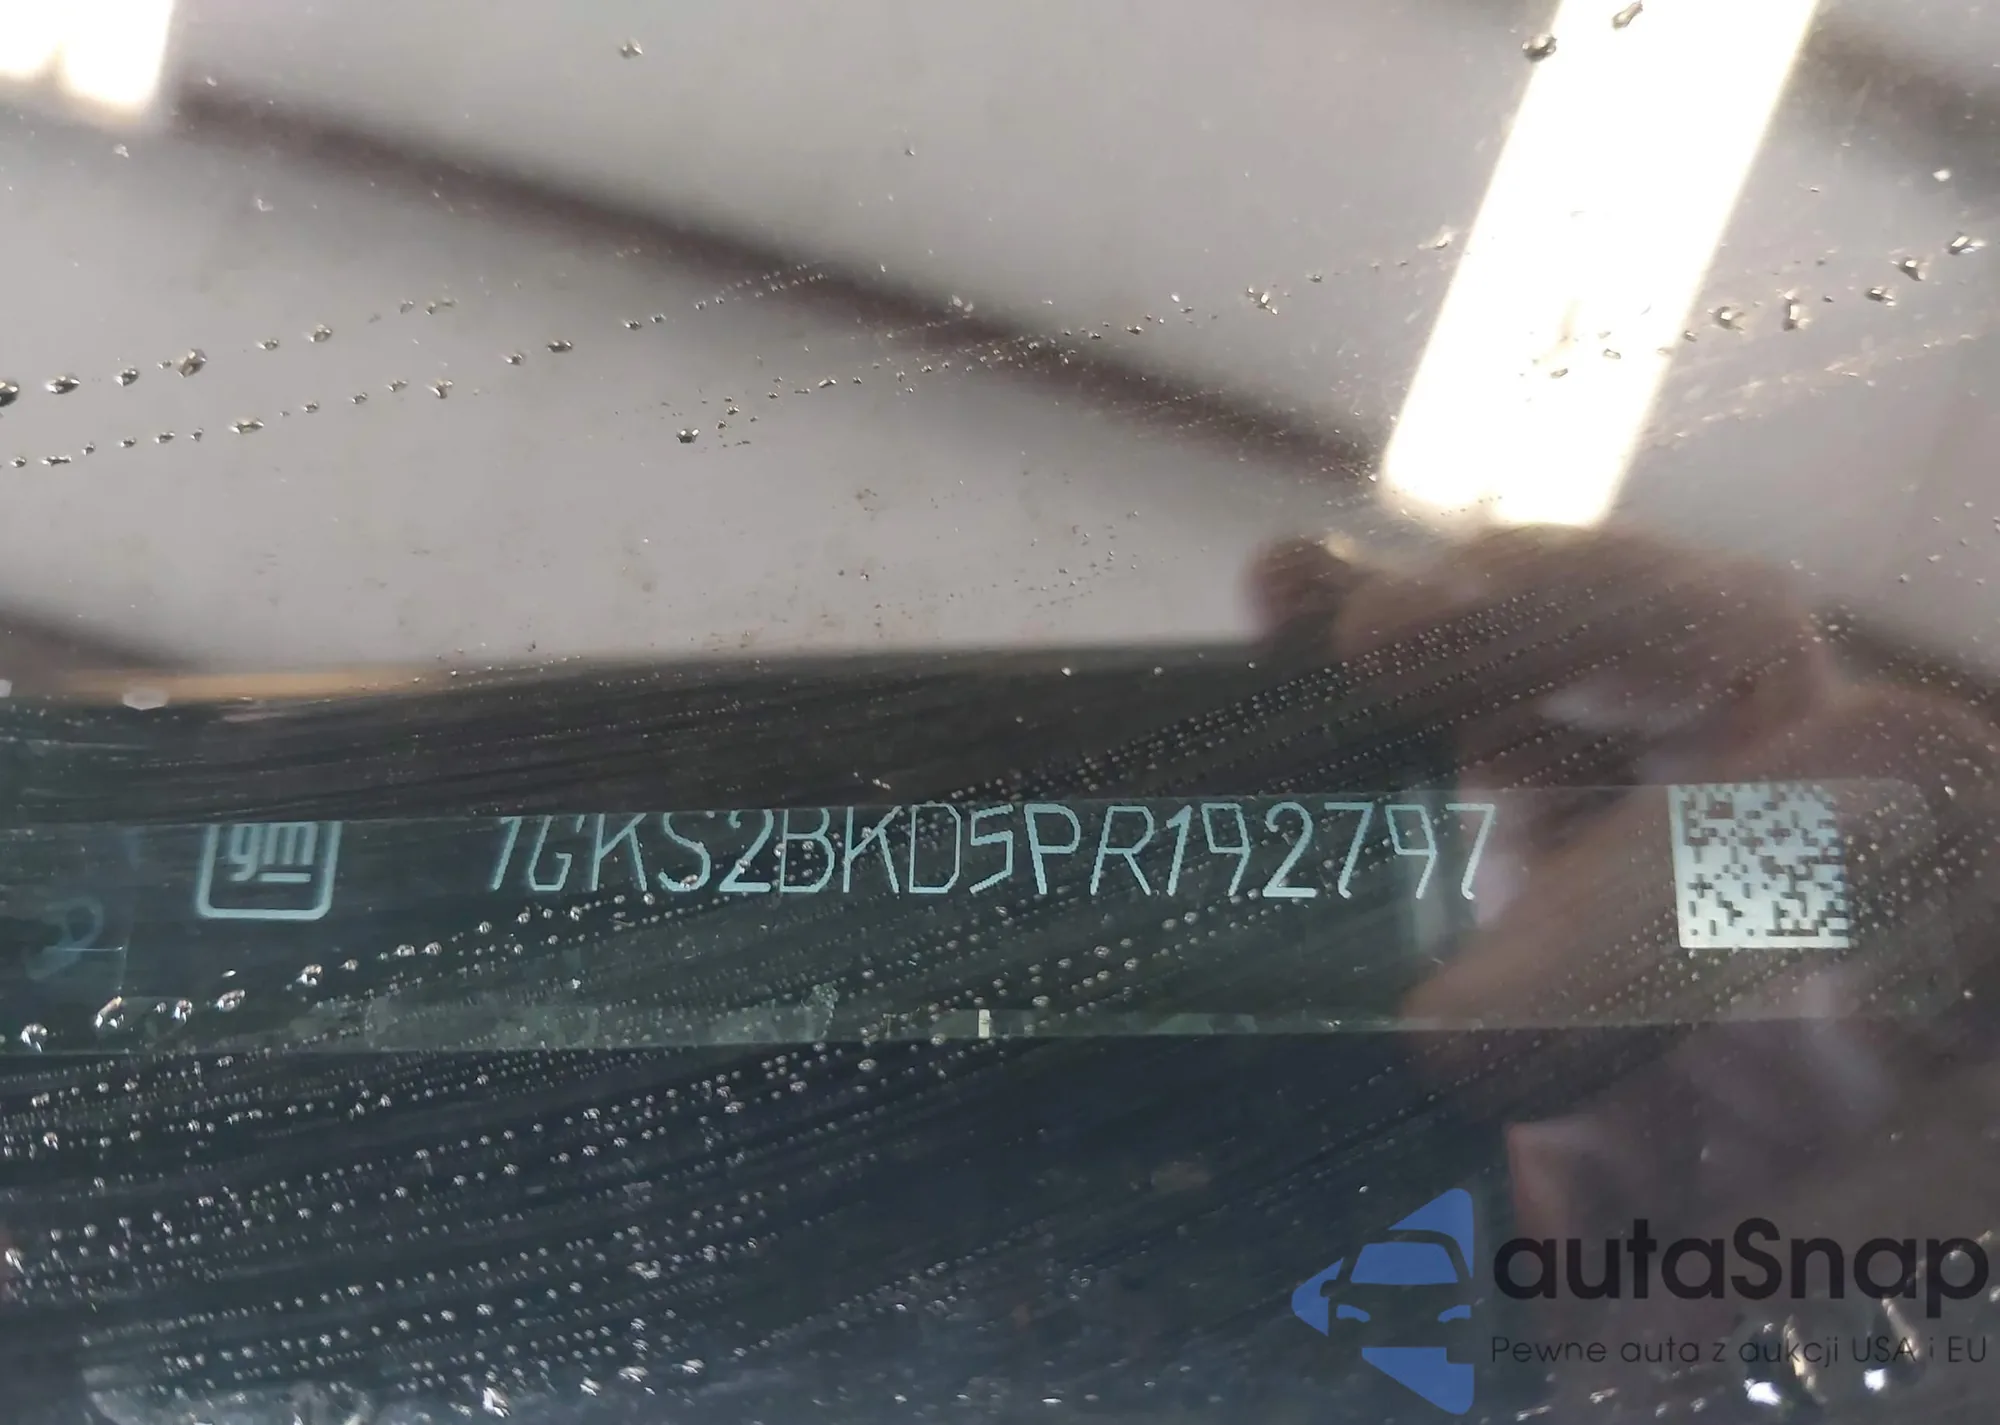 gm 1GKS2BKD5PR192797
autaSnap
Pewne auta z aukcji USA i EU